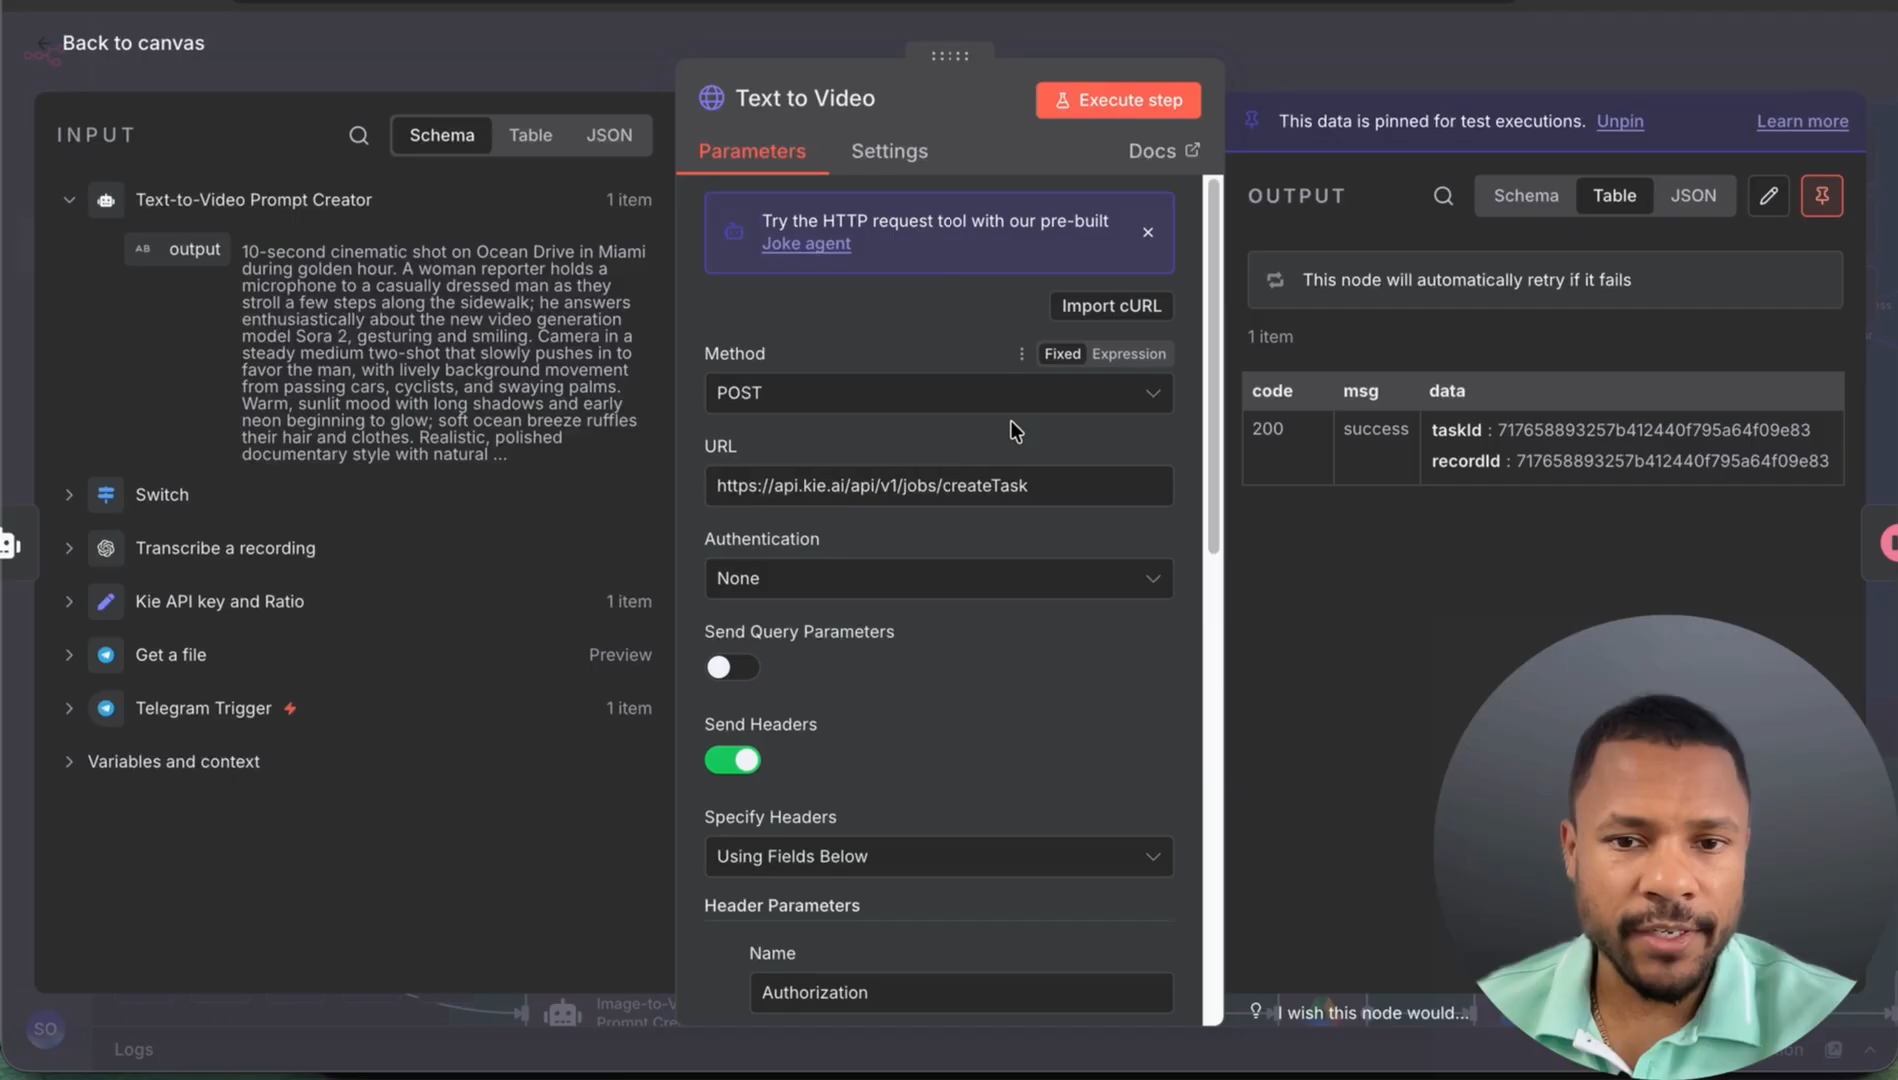 Back to canvas
INPUT
Schema
Table
JSON
Text-to-Video Prompt Creator
1 item
AB output
10-second cinematic shot on Ocean Drive in Miami
during golden hour. A woman reporter holds a
microphone to a casually dressed man as they
stroll a few steps along the sidewalk; he answers
enthusiastically about the new video generation
model Sora 2, gesturing and smiling. Camera in a
steady medium two-shot that slowly pushes in to
favor the man, with lively background movement
from passing cars, cyclists, and swaying palms.
Warm, sunlit mood with long shadows and early
neon beginning to glow; soft ocean breeze ruffles
their hair and clothes. Realistic, polished
documentary style with natural ...
Switch
Transcribe a recording
Kie API key and Ratio
1 item
Get a file
Preview
Telegram Trigger
1 item
Variables and context
Text to Video
Execute step
Parameters
Settings
Docs
Try the HTTP request tool with our pre-built
Joke agent
Import cURL
Method
Fixed
Expression
POST
URL
https://api.kie.ai/api/v1/jobs/createTask
Authentication
None
Send Query Parameters
Send Headers
Specify Headers
Using Fields Below
Header Parameters
Name
Authorization
This data is pinned for test executions. Unpin
Learn more
OUTPUT
Schema
Table
JSON
This node will automatically retry if it fails
1 item
code
msg
data
200
success
taskId : 717658893257b412440f795a64f09e83
recordId : 717658893257b412440f795a64f09e83
I wish this node would...
Image-to-V
Prompt Cre
SO
Logs